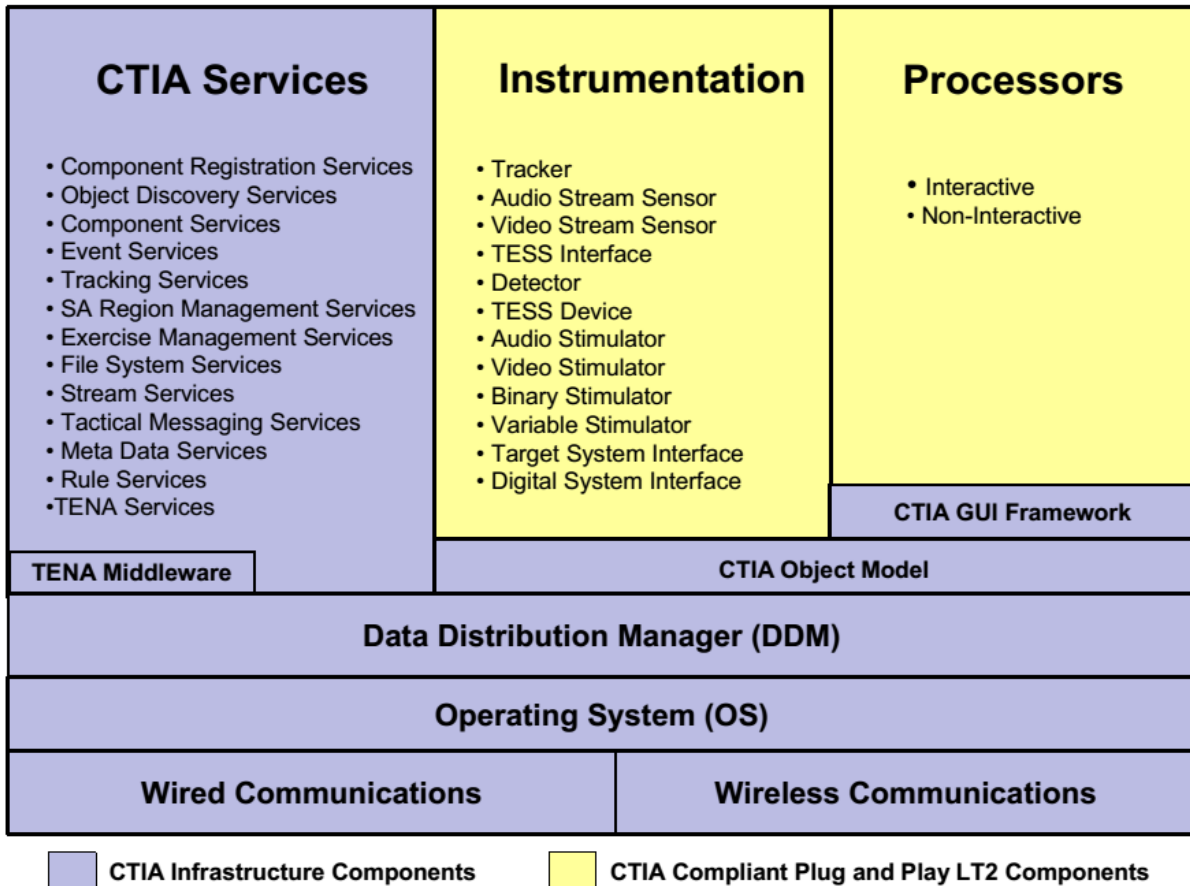 CTIA Services
• Component Registration Services
• Object Discovery Services
• Component Services
• Event Services
• Tracking Services
• SA Region Management Services
• Exercise Management Services
• File System Services
• Stream Services
• Tactical Messaging Services
• Meta Data Services
• Rule Services
•TENA Services
TENA Middleware
Instrumentation
• Tracker
• Audio Stream Sensor
• Video Stream Sensor
• TESS Interface
• Detector
• TESS Device
• Audio Stimulator
• Video Stimulator
• Binary Stimulator
• Variable Stimulator
• Target System Interface
• Digital System Interface
Processors
• Interactive
• Non-Interactive
CTIA GUI Framework
CTIA Object Model
Data Distribution Manager (DDM)
Operating System (OS)
Wired Communications
Wireless Communications
CTIA Infrastructure Components
CTIA Compliant Plug and Play LT2 Components